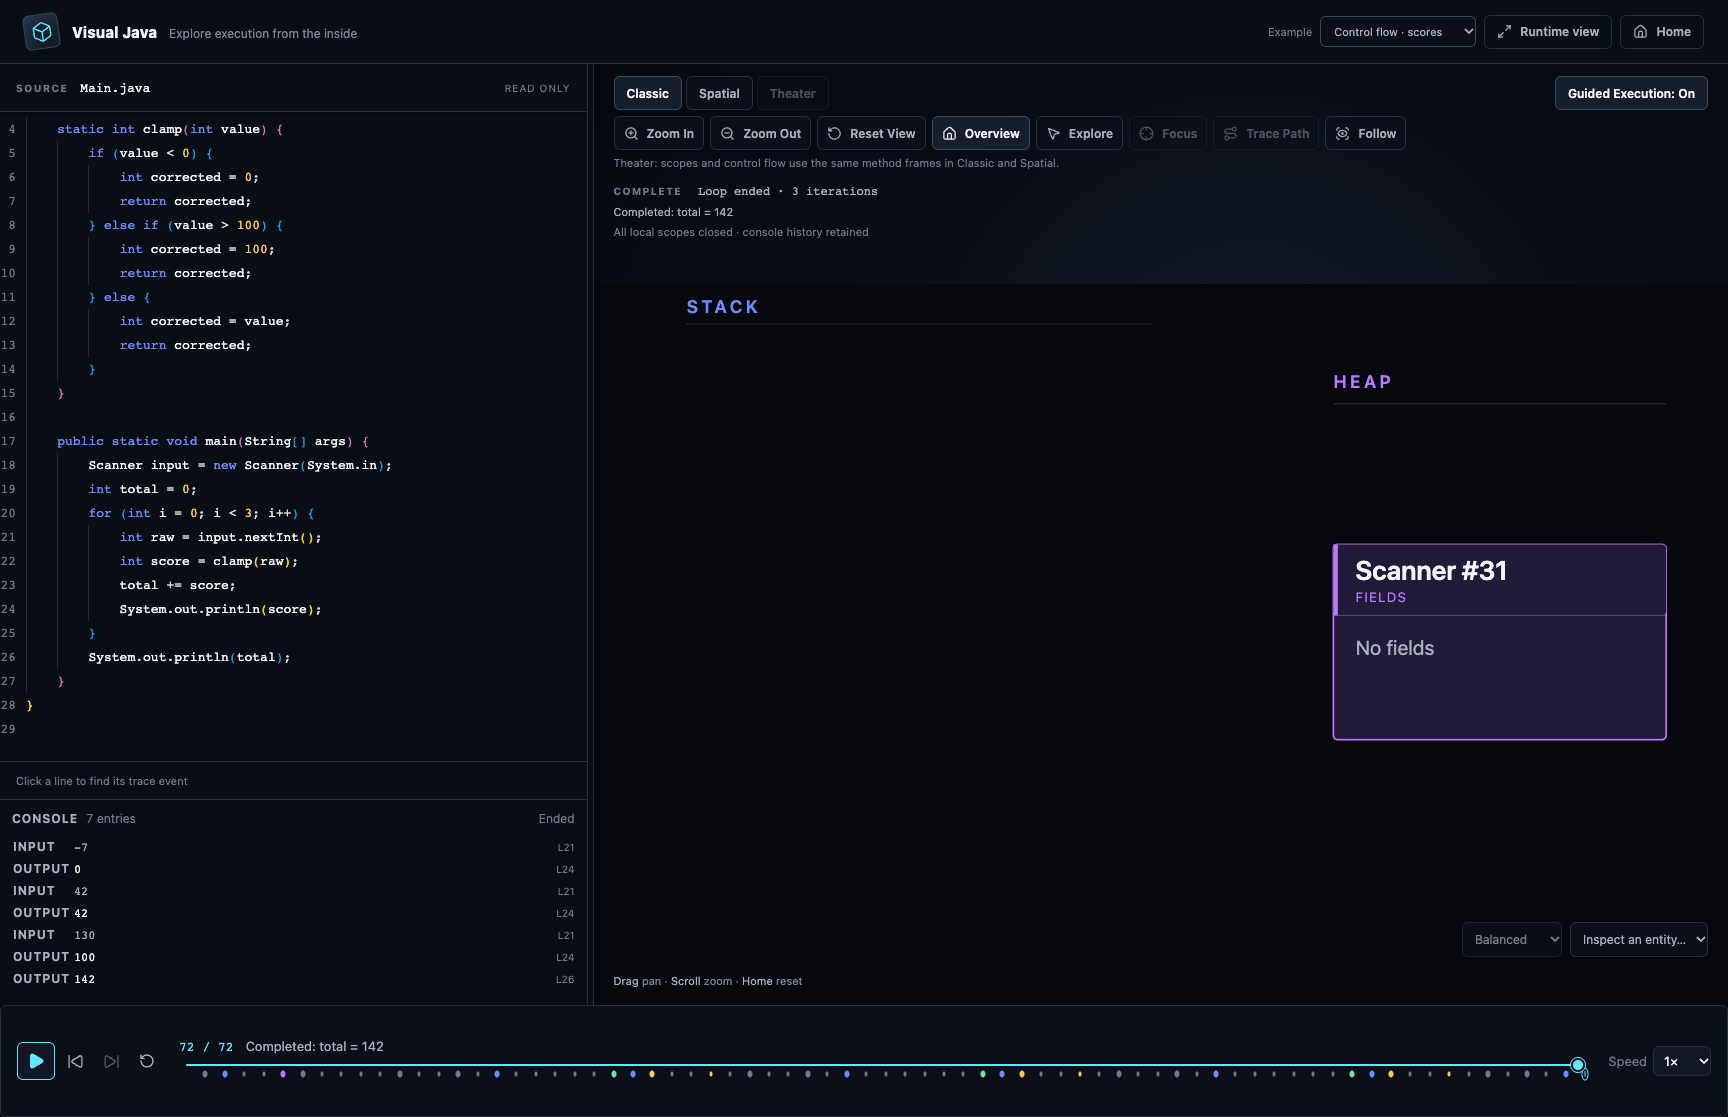 Visual Java Explore execution from the inside
Example Control flow · scores Runtime view Home
SOURCE Main.java READ ONLY
4 static int clamp(int value) {
5 if (value < 0) {
6 int corrected = 0;
7 return corrected;
8 } else if (value > 100) {
9 int corrected = 100;
10 return corrected;
11 } else {
12 int corrected = value;
13 return corrected;
14 }
15 }
16
17 public static void main(String[] args) {
18 Scanner input = new Scanner(System.in);
19 int total = 0;
20 for (int i = 0; i < 3; i++) {
21 int raw = input.nextInt();
22 int score = clamp(raw);
23 total += score;
24 System.out.println(score);
25 }
26 System.out.println(total);
27 }
28 }
29
Click a line to find its trace event
CONSOLE 7 entries Ended
INPUT -7 L21
OUTPUT 0 L24
INPUT 42 L21
OUTPUT 42 L24
INPUT 130 L21
OUTPUT 100 L24
OUTPUT 142 L26
Classic Spatial Theater Guided Execution: On
Zoom In Zoom Out Reset View Overview Explore Focus Trace Path Follow
Theater: scopes and control flow use the same method frames in Classic and Spatial.
COMPLETE Loop ended · 3 iterations
Completed: total = 142
All local scopes closed · console history retained
STACK
HEAP
Scanner #31
FIELDS
No fields
Balanced Inspect an entity...
Drag pan · Scroll zoom · Home reset
72 / 72 Completed: total = 142
Speed 1×